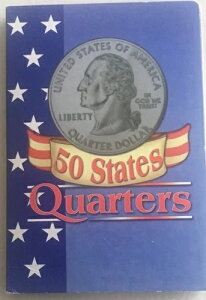 UNITED STATES OF AMERICA
LIBERTY
IN GOD
WE TRUST
QUARTER DOLLAR
50 States
Quarters